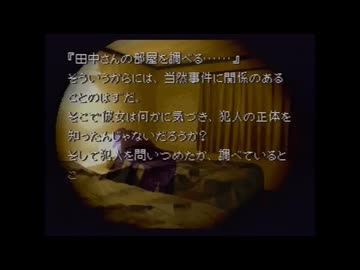 『田中さんの部屋を調べる……』
そういうからには、当然事件に関係のある
ことのはずだ。
そこで彼女は何かに気づき、犯人の正体を
知ったんじゃないだろうか？
そして犯人を問いつめたか、調べていると
こ